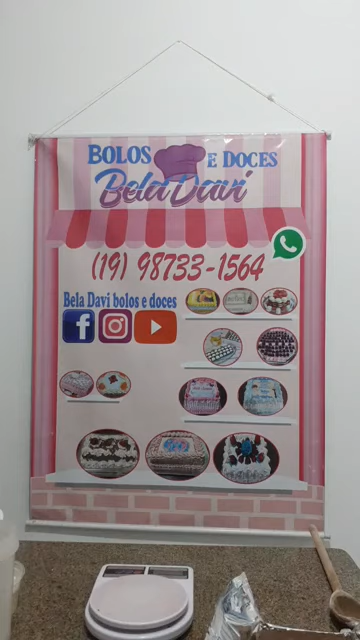 BOLOS E DOCES
Bela Davi
(19) 98733-1564
Bela Davi bolos e doces